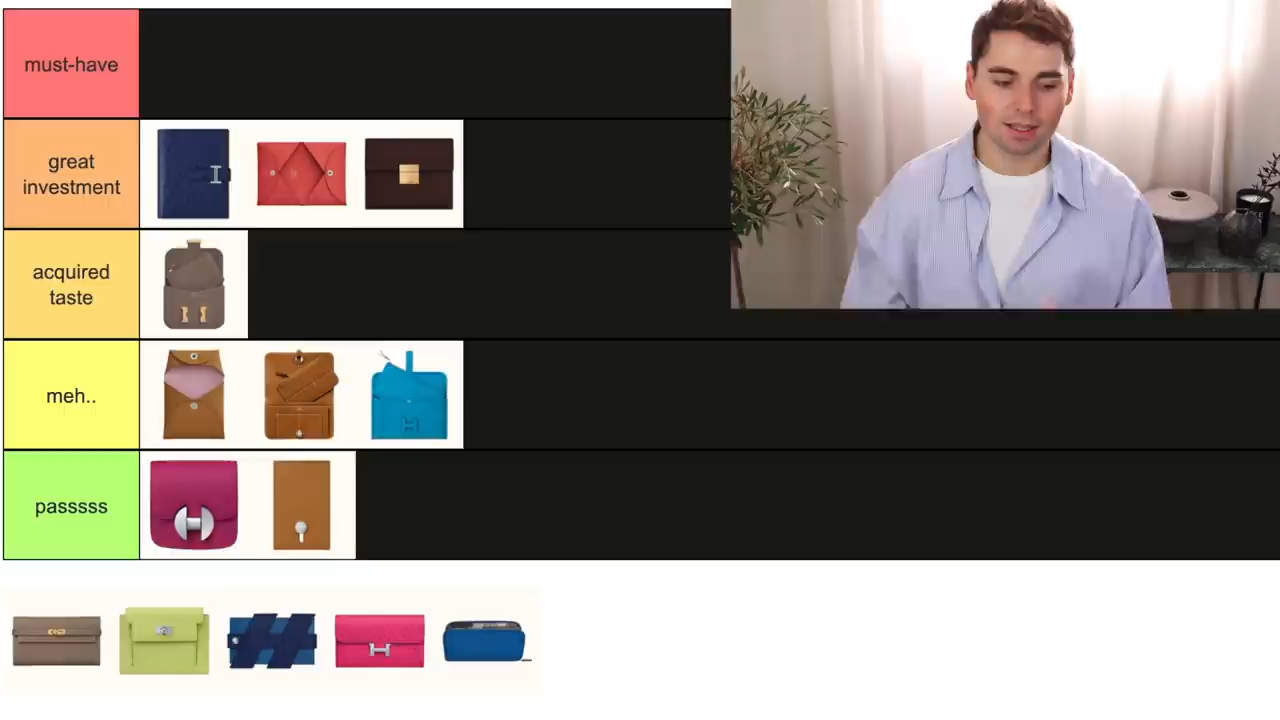 must-have
great
investment
acquired
taste
meh..
passsss